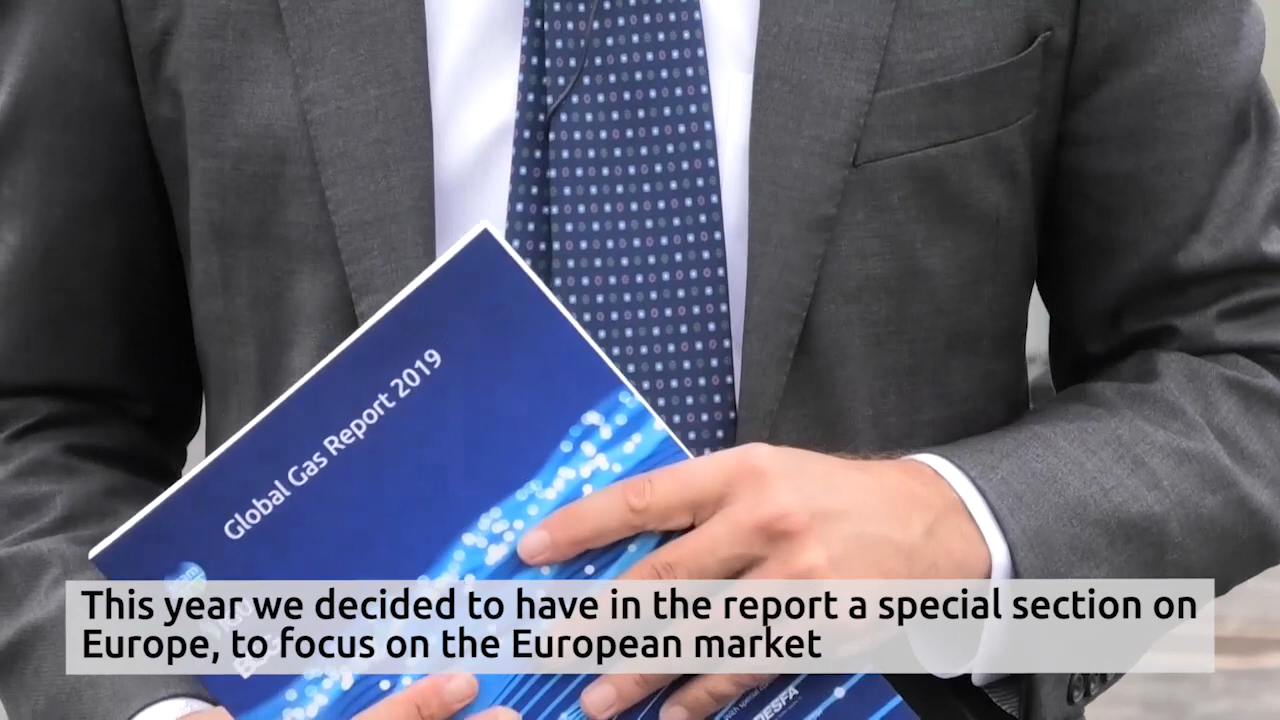 Global Gas Report 2019
This year we decided to have in the report a special section on
Europe, to focus on the European market
DESFA